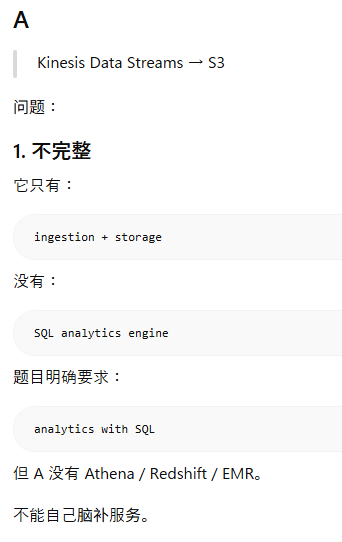 A
Kinesis Data Streams → S3
问题：
1. 不完整
它只有：
ingestion + storage
没有：
SQL analytics engine
题目明确要求：
analytics with SQL
但 A 没有 Athena / Redshift / EMR。
不能自己脑补服务。